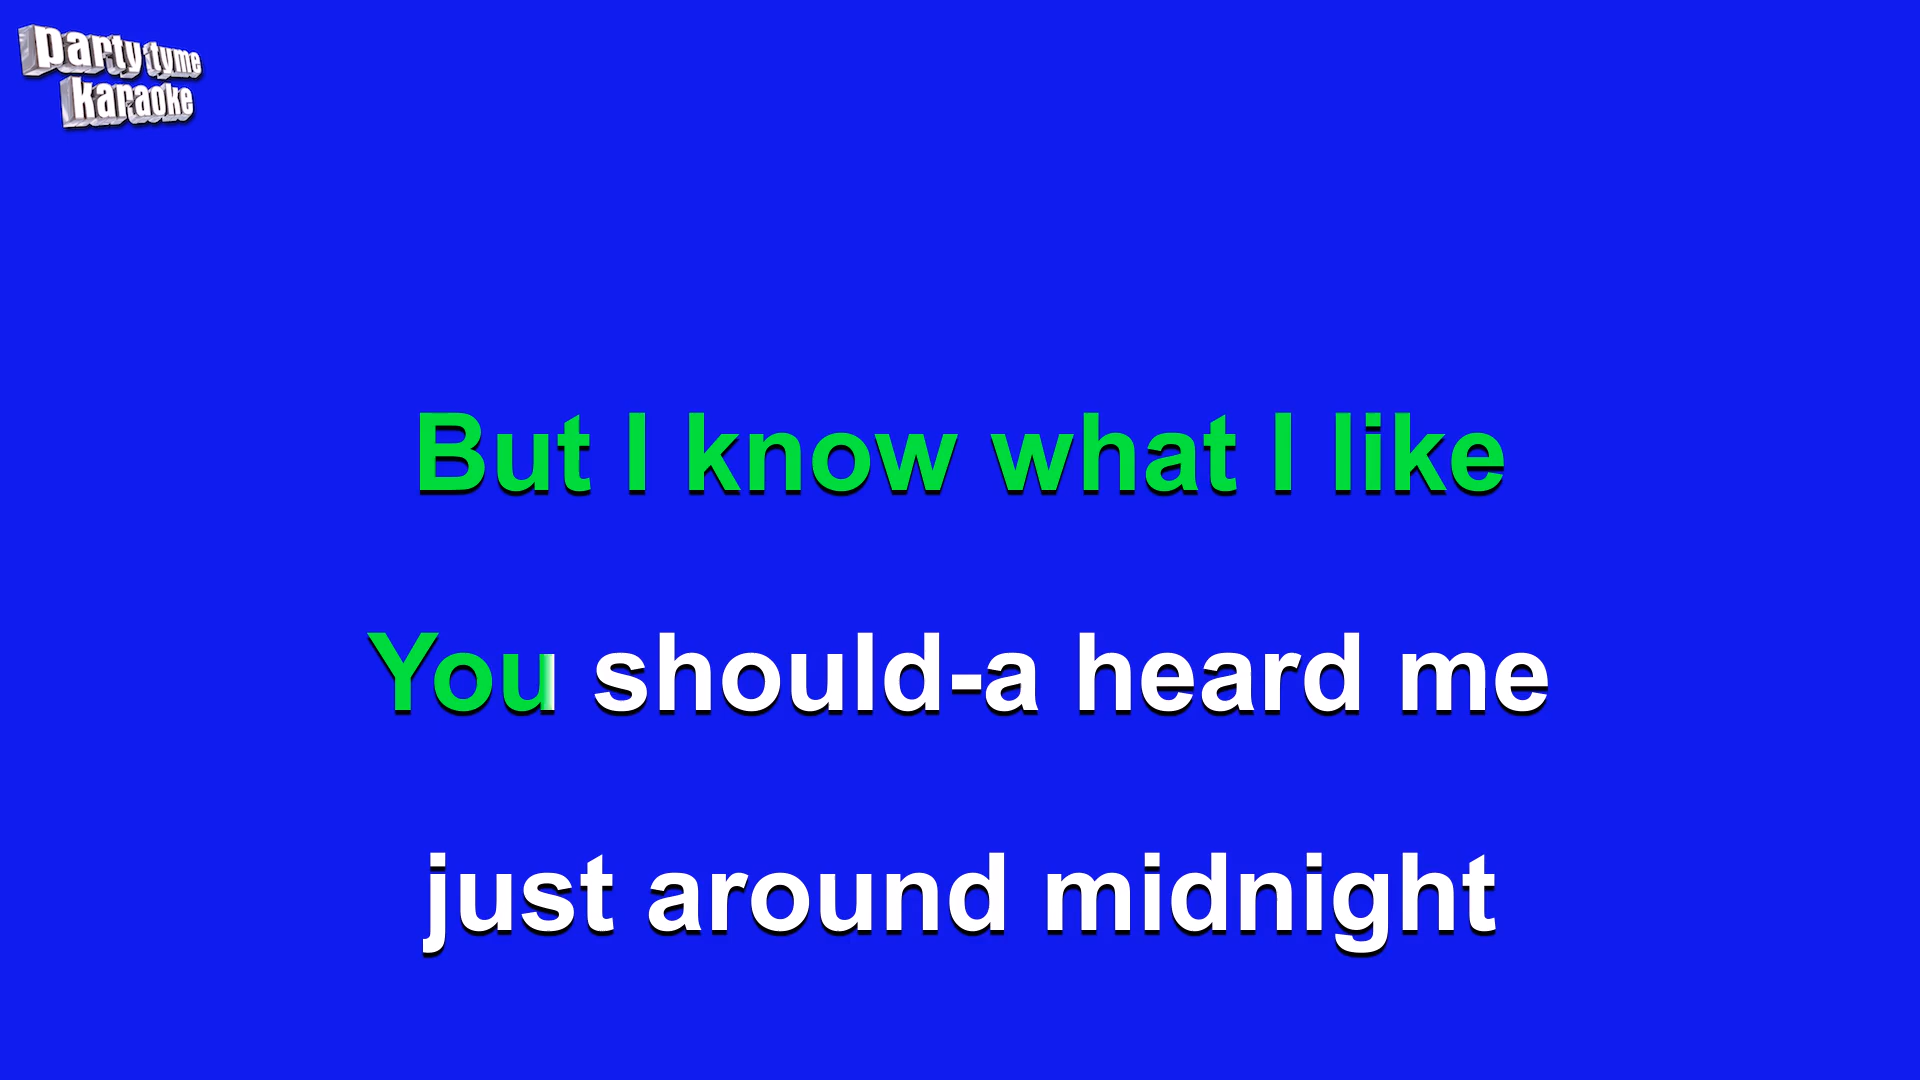 party tyme
karaoke
But I know what I like
You should-a heard me
just around midnight